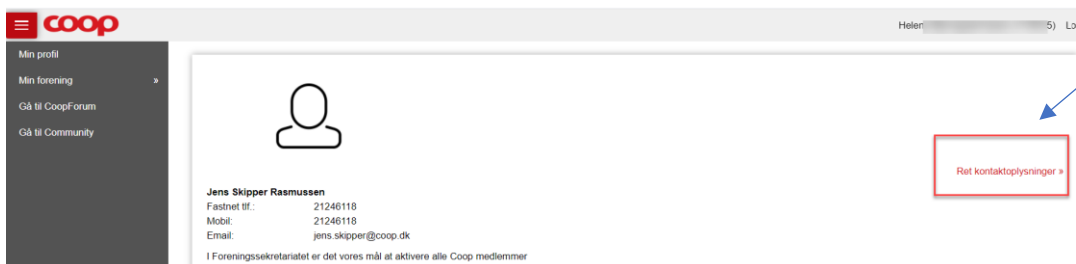 coop
Helen 5) Lo
Min profil
Min forening »
Gå til CoopForum
Gå til Community
Ret kontaktoplysninger »
Jens Skipper Rasmussen
Fastnet tlf.: 21246118
Mobil: 21246118
Email: jens.skipper@coop.dk
I Foreningssekretariatet er det vores mål at aktivere alle Coop medlemmer